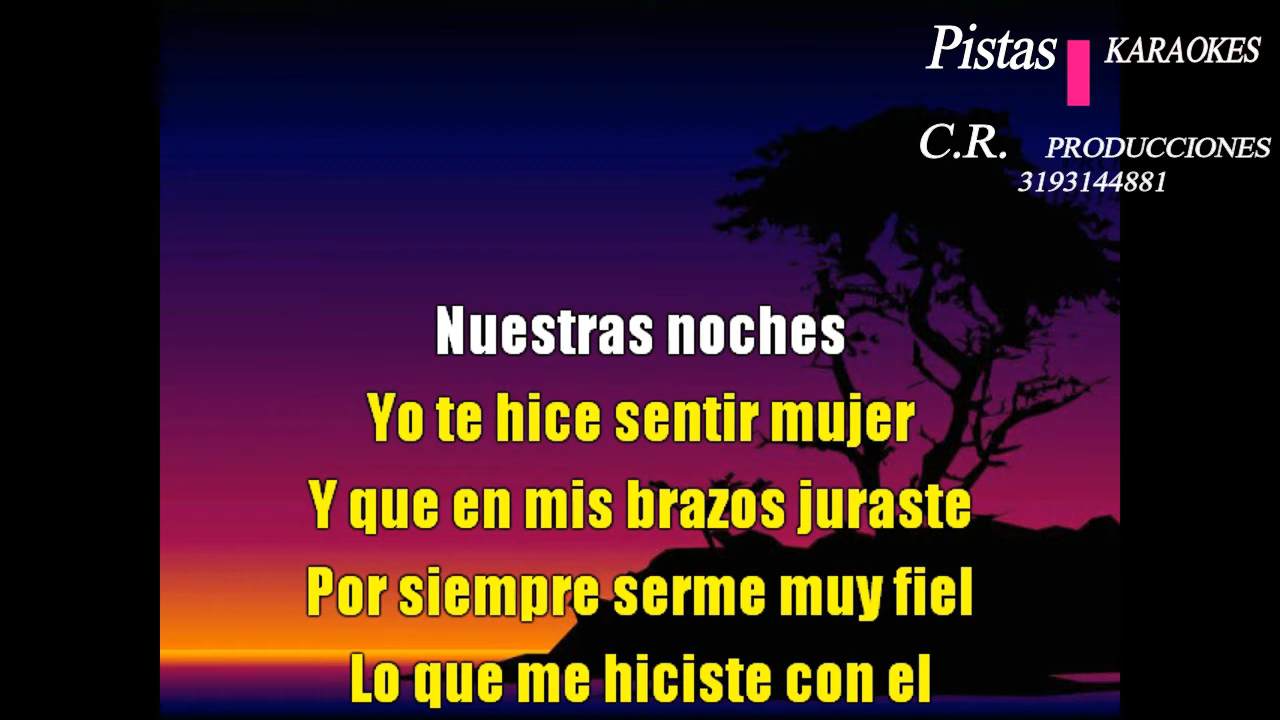 Pistas KARAOKES
C.R. PRODUCCIONES
3193144881
Nuestras noches
Yo te hice sentir mujer
Y que en mis brazos juraste
Por siempre serme muy fiel
Lo que me hiciste con el